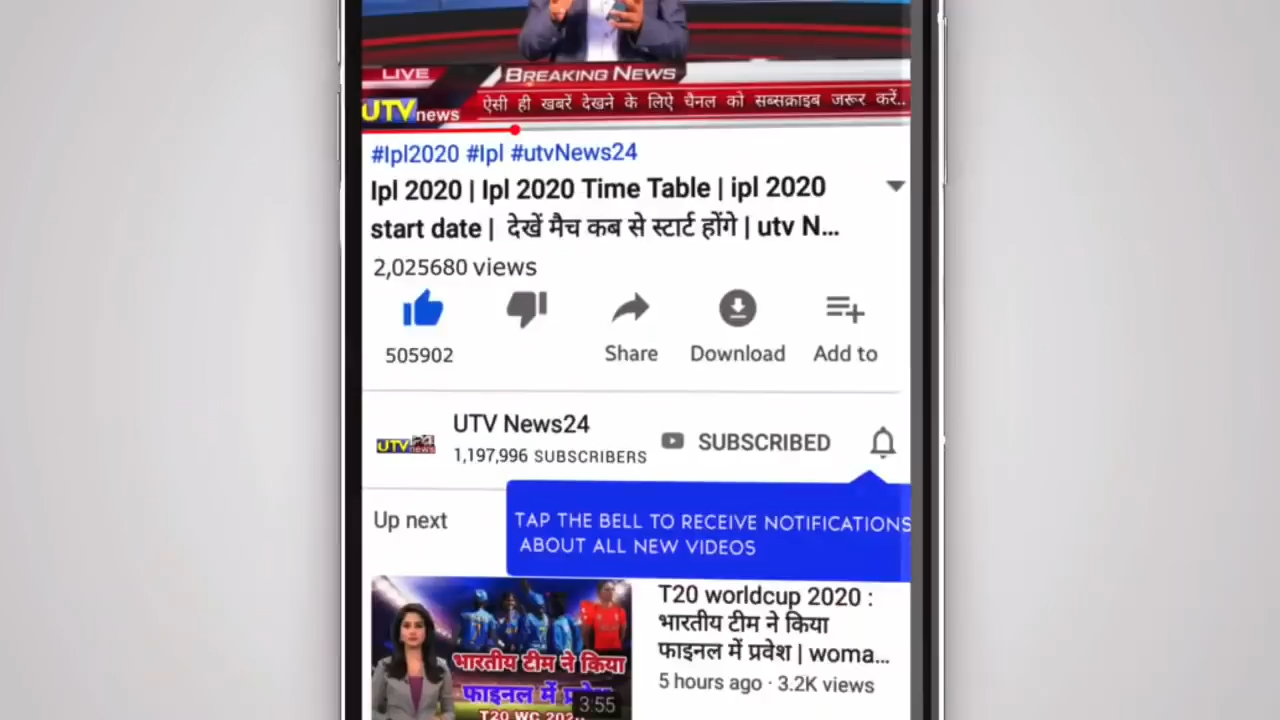 LIVE
BREAKING NEWS
UTV news
ऐसी ही खबरें देखने के लिऐ चैनल को सब्सक्राइब जरूर करें..
#Ipl2020 #Ipl #utvNews24
Ipl 2020 | Ipl 2020 Time Table | ipl 2020
start date | देखें मैच कब से स्टार्ट होंगे | utv N...
2,025680 views
505902
Share
Download
Add to
UTV News24
1,197,996 SUBSCRIBERS
SUBSCRIBED
UTV news
Up next
TAP THE BELL TO RECEIVE NOTIFICATIONS
ABOUT ALL NEW VIDEOS
भारतीय टीम ने किया
फाइनल में
3:55
T20 worldcup 2020 :
भारतीय टीम ने किया
फाइनल में प्रवेश | woma...
5 hours ago · 3.2K views